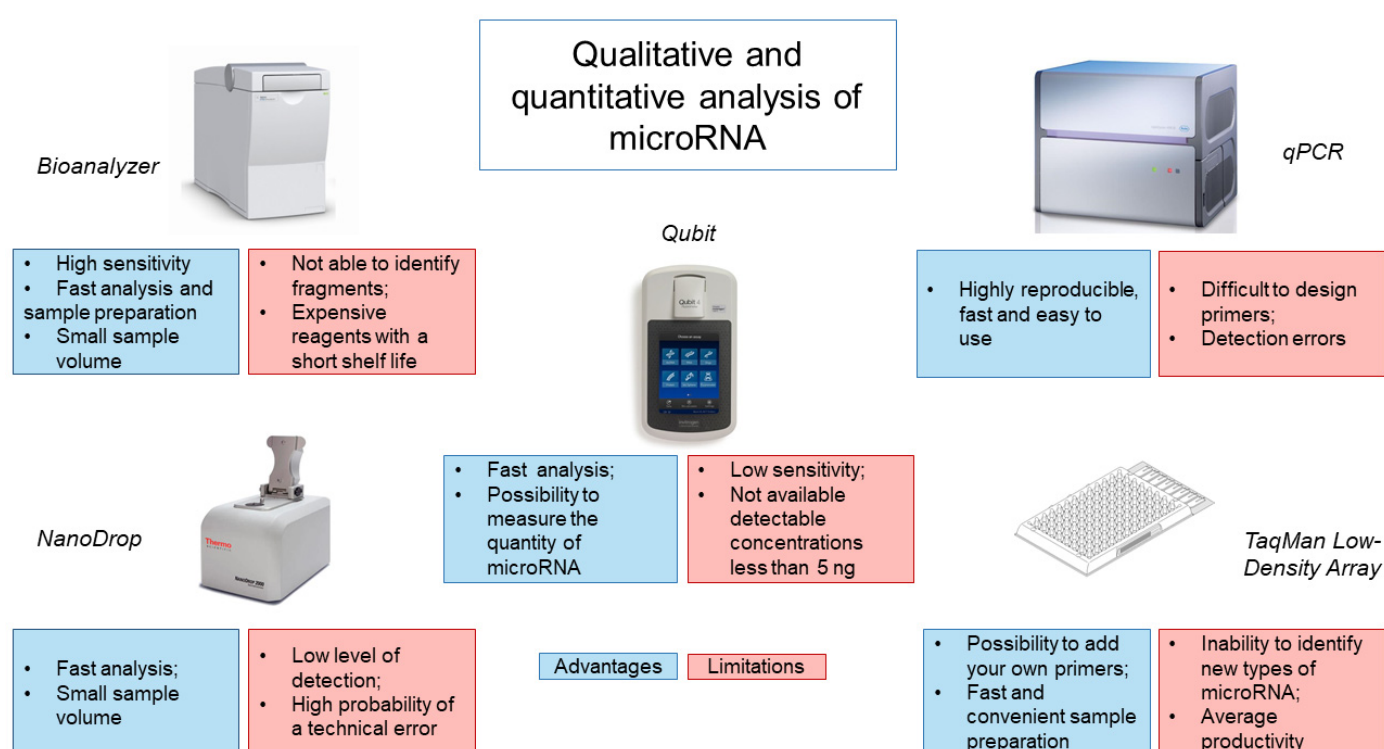 Qualitative and
quantitative analysis of
microRNA
Bioanalyzer
qPCR
• High sensitivity
• Fast analysis and
sample preparation
• Small sample
volume
• Not able to identify
fragments;
• Expensive
reagents with a
short shelf life
Qubit
Qubit 4
• Highly reproducible,
fast and easy to
use
• Difficult to design
primers;
• Detection errors
NanoDrop
Thermo
SCIENTIFIC
• Fast analysis;
• Possibility to
measure the
quantity of
microRNA
• Low sensitivity;
• Not available
detectable
concentrations
less than 5 ng
TaqMan Low-
Density Array
• Fast analysis;
• Small sample
volume
• Low level of
detection;
• High probability of
a technical error
Advantages
Limitations
• Possibility to add
your own primers;
• Fast and
convenient sample
preparation
• Inability to identify
new types of
microRNA;
• Average
productivity